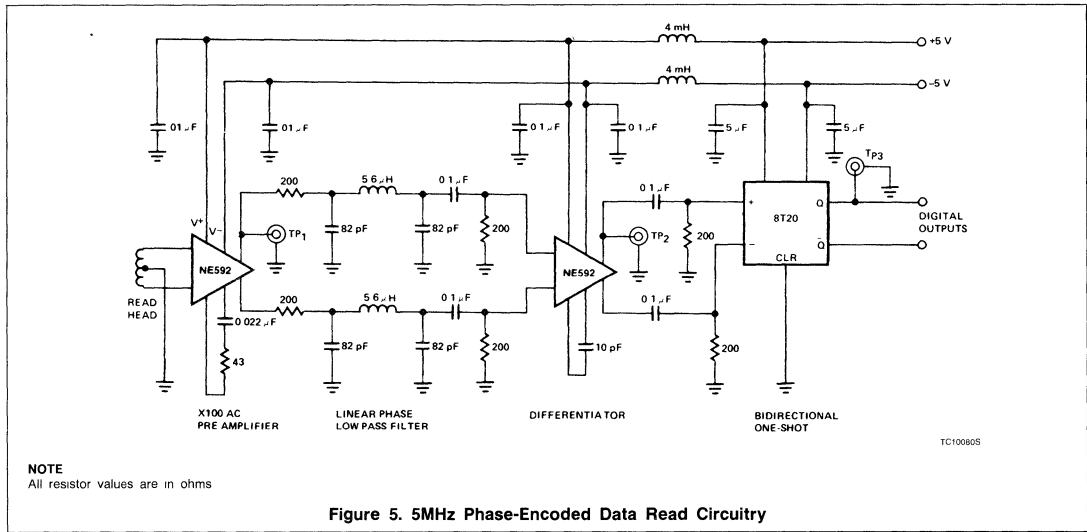 4 mH
+5 V
4 mH
−5 V
01 μF
01 μF
0 1 μF
0 1 μF
5 μF
5 μF
TP3
200
5 6 μH
0 1 μF
0 1 μF
V+
V−
TP1
82 pF
82 pF
200
TP2
200
+
8T20
Q
DIGITAL
OUTPUTS
NE592
NE592
−
Q̄
CLR
READ
HEAD
200
5 6 μH
0 1 μF
0 1 μF
0 022 μF
82 pF
82 pF
200
10 pF
200
43
X100 AC
PRE AMPLIFIER
LINEAR PHASE
LOW PASS FILTER
DIFFERENTIATOR
BIDIRECTIONAL
ONE-SHOT
TC10080S
NOTE
All resistor values are in ohms
Figure 5. 5MHz Phase-Encoded Data Read Circuitry